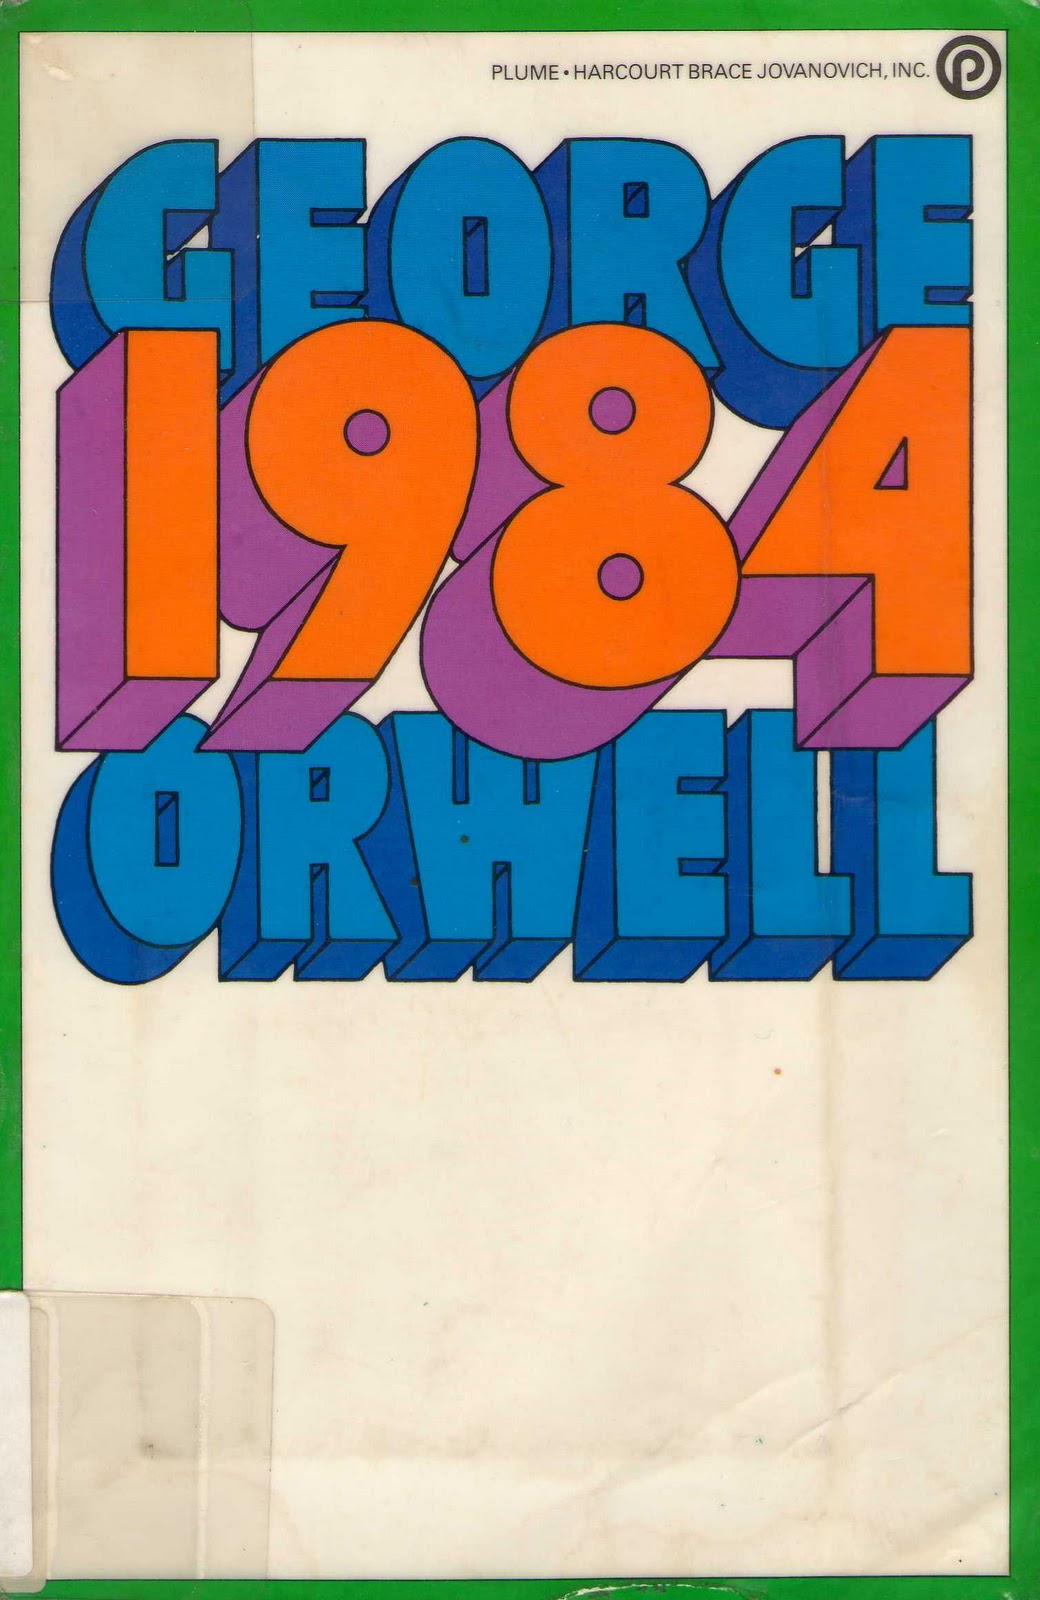 PLUME • HARCOURT BRACE JOVANOVICH, INC. P
GEORGE
1984
ORWELL